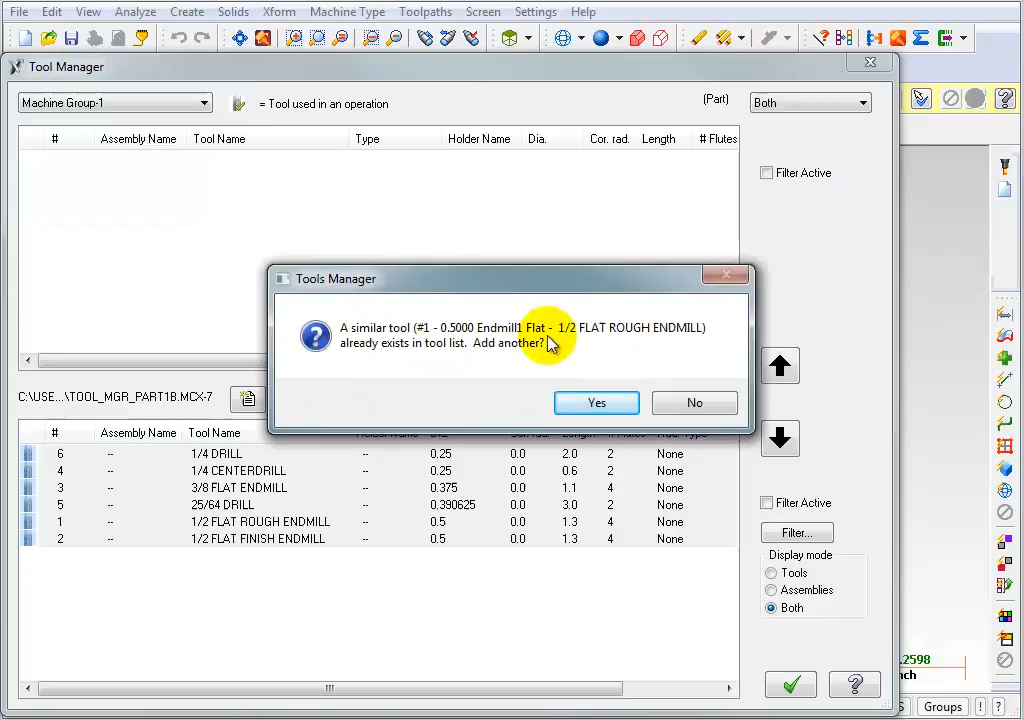 File Edit View Analyze Create Solids Xform Machine Type Toolpaths Screen Settings Help
Tool Manager
Machine Group-1
= Tool used in an operation
(Part)
Both
# Assembly Name Tool Name Type Holder Name Dia. Cor. rad. Length # Flutes
Filter Active
Tools Manager
A similar tool (#1 - 0.5000 Endmill1 Flat - 1/2 FLAT ROUGH ENDMILL)
already exists in tool list. Add another?
Yes No
C:\USE...\TOOL_MGR_PART1B.MCX-7
# Assembly Name Tool Name
6 -- 1/4 DRILL -- 0.25 0.0 2.0 2 None
4 -- 1/4 CENTERDRILL -- 0.25 0.0 0.6 2 None
3 -- 3/8 FLAT ENDMILL -- 0.375 0.0 1.1 4 None
5 -- 25/64 DRILL -- 0.390625 0.0 3.0 2 None
1 -- 1/2 FLAT ROUGH ENDMILL -- 0.5 0.0 1.3 4 None
2 -- 1/2 FLAT FINISH ENDMILL -- 0.5 0.0 1.3 4 None
Filter Active
Filter...
Display mode
Tools
Assemblies
Both
.2598
nch
S Groups ! ?